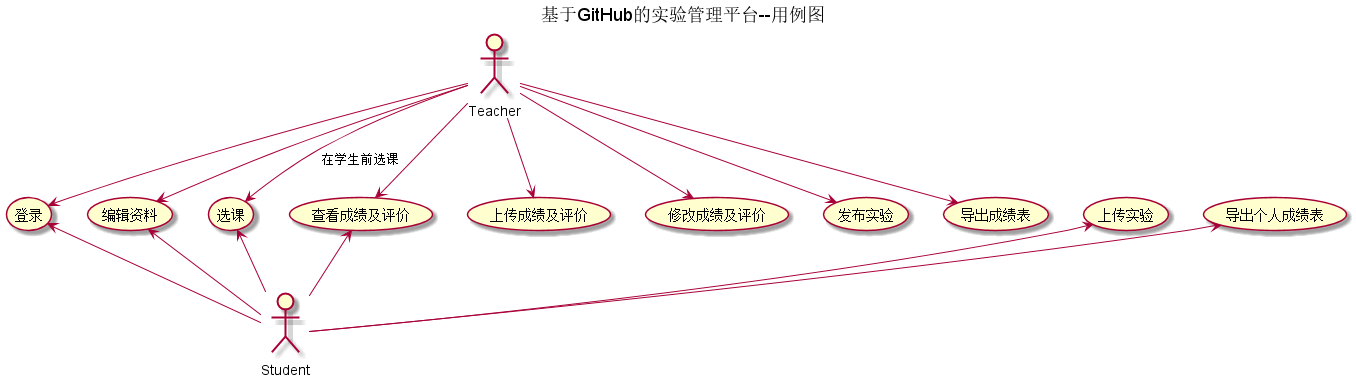 基于GitHub的实验管理平台--用例图
Teacher
在学生前选课
登录
编辑资料
选课
查看成绩及评价
上传成绩及评价
修改成绩及评价
发布实验
导出成绩表
上传实验
导出个人成绩表
Student